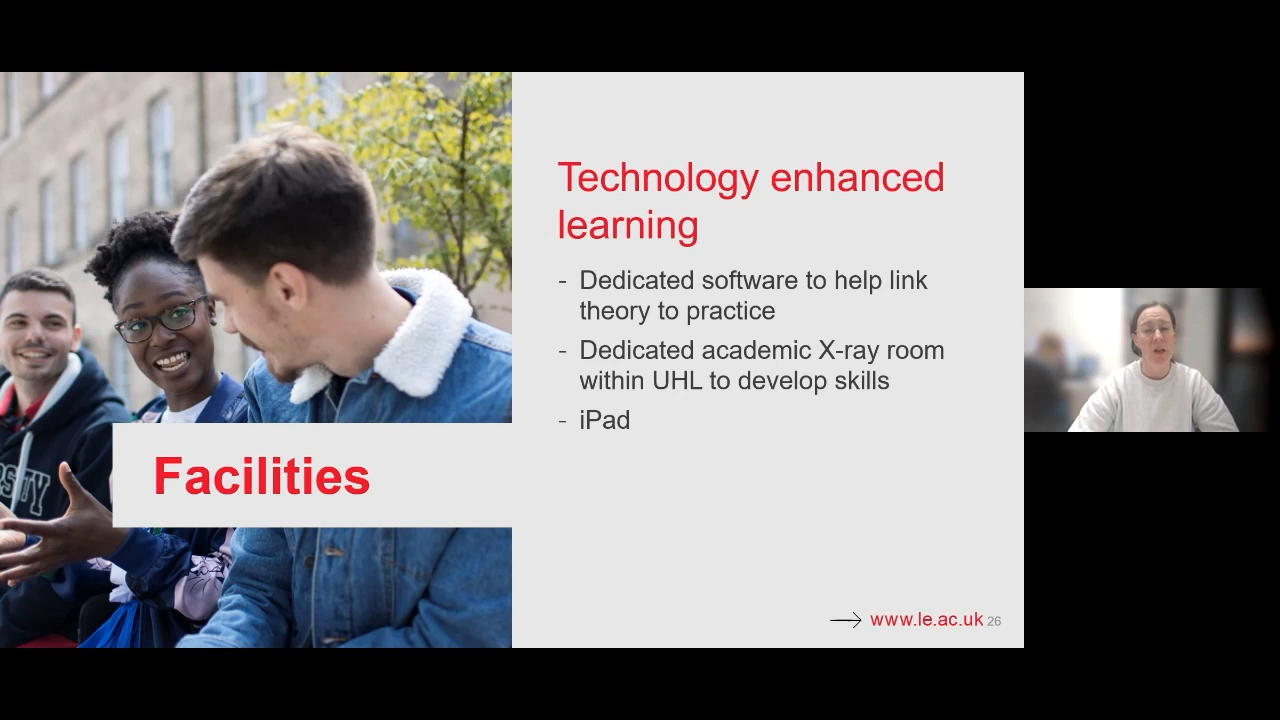 Technology enhanced
learning
- Dedicated software to help link
theory to practice
- Dedicated academic X-ray room
within UHL to develop skills
- iPad
Facilities
www.le.ac.uk 26